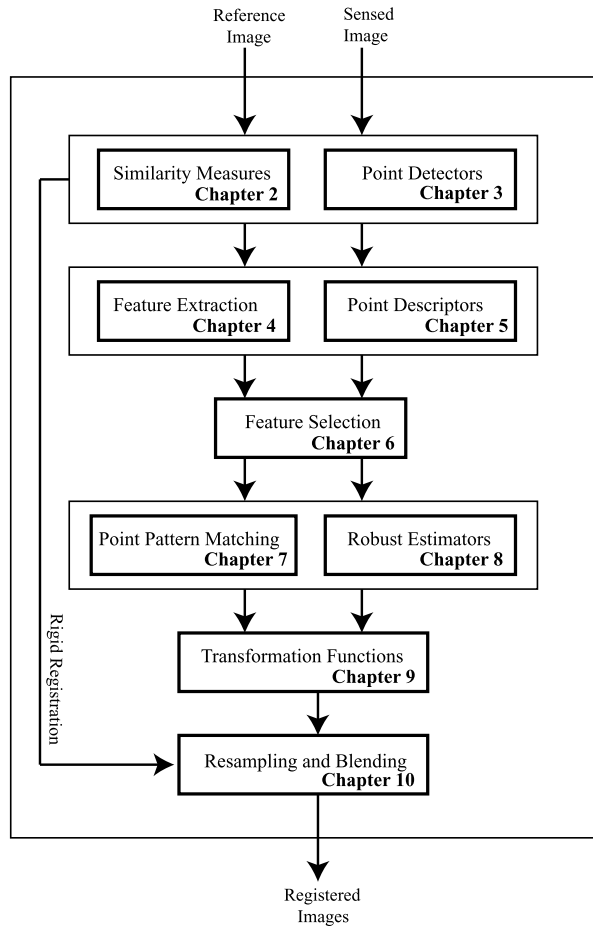 Reference
Image
Sensed
Image
Similarity Measures
Chapter 2
Point Detectors
Chapter 3
Feature Extraction
Chapter 4
Point Descriptors
Chapter 5
Feature Selection
Chapter 6
Point Pattern Matching
Chapter 7
Robust Estimators
Chapter 8
Rigid Registration
Transformation Functions
Chapter 9
Resampling and Blending
Chapter 10
Registered
Images